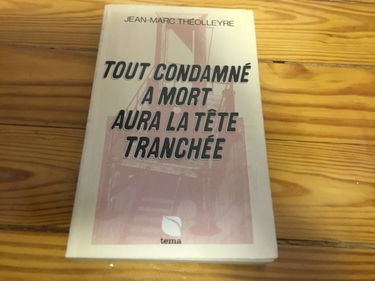 JEAN-MARC THÉOLLEYRE
TOUT CONDAMNÉ
A MORT
AURA LA TÊTE
TRANCHÉE
tema